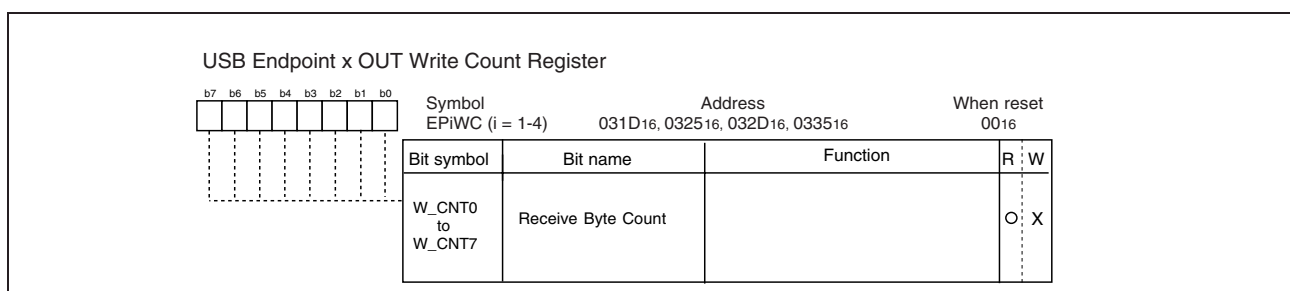 USB Endpoint x OUT Write Count Register
b7 b6 b5 b4 b3 b2 b1 b0
Symbol Address When reset
EPiWC (i = 1-4) 031D16, 032516, 032D16, 033516 0016
Bit symbol Bit name Function R W
W_CNT0
to
W_CNT7
Receive Byte Count
O X